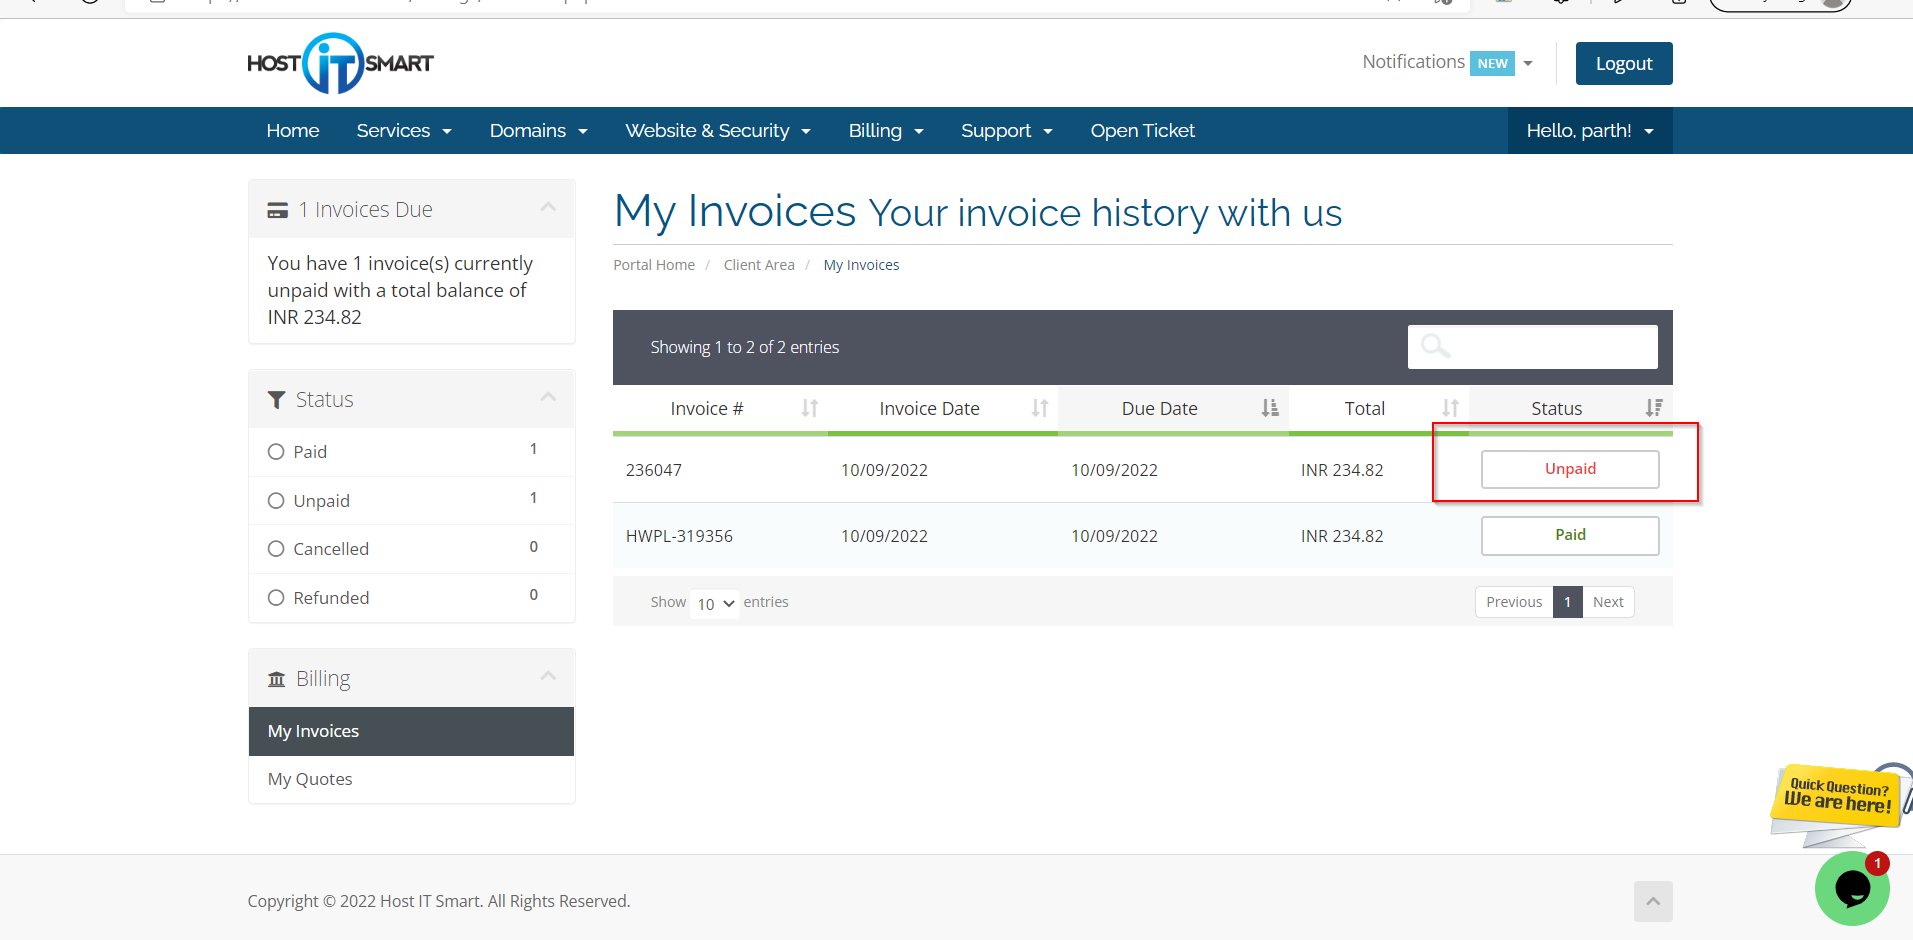 HOST iT SMART
Notifications NEW
Logout
Home Services Domains Website & Security Billing Support Open Ticket Hello, parth!
1 Invoices Due
You have 1 invoice(s) currently
unpaid with a total balance of
INR 234.82
Status
Paid 1
Unpaid 1
Cancelled 0
Refunded 0
Billing
My Invoices
My Quotes
My Invoices Your invoice history with us
Portal Home / Client Area / My Invoices
Showing 1 to 2 of 2 entries
Invoice # Invoice Date Due Date Total Status
236047 10/09/2022 10/09/2022 INR 234.82 Unpaid
HWPL-319356 10/09/2022 10/09/2022 INR 234.82 Paid
Show 10 entries
Previous 1 Next
Quick Question?
We are here!
1
Copyright © 2022 Host IT Smart. All Rights Reserved.